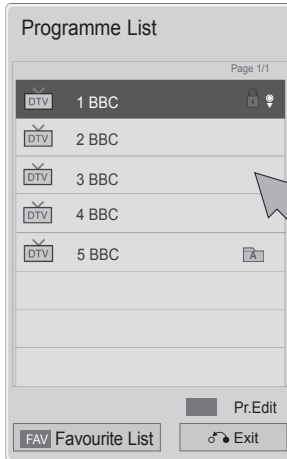 Programme List
Page 1/1
DTV 1 BBC
DTV 2 BBC
DTV 3 BBC
DTV 4 BBC
DTV 5 BBC A
Pr.Edit
FAV Favourite List Exit